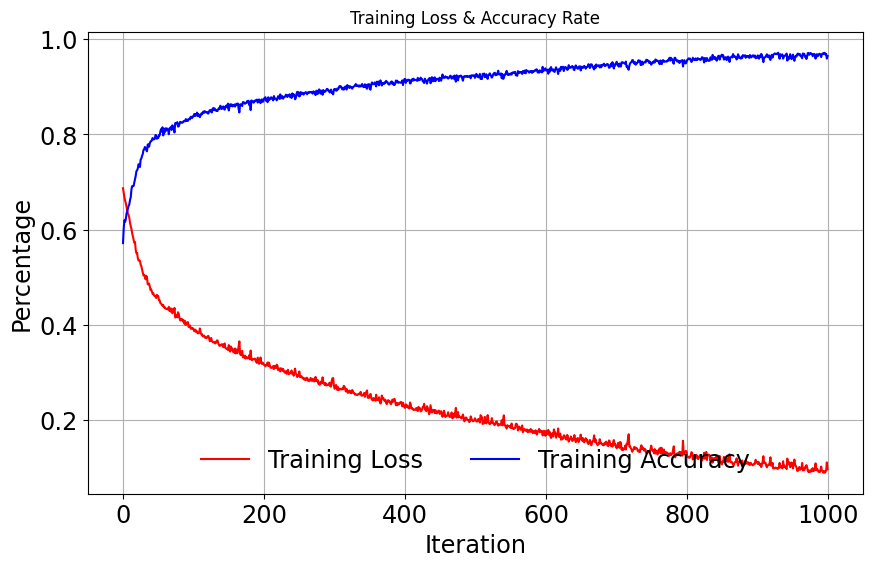 Training Loss & Accuracy Rate
1.0
0.8
0.6
0.4
0.2
Percentage
Training Loss Training Accuracy
0 200 400 600 800 1000
Iteration